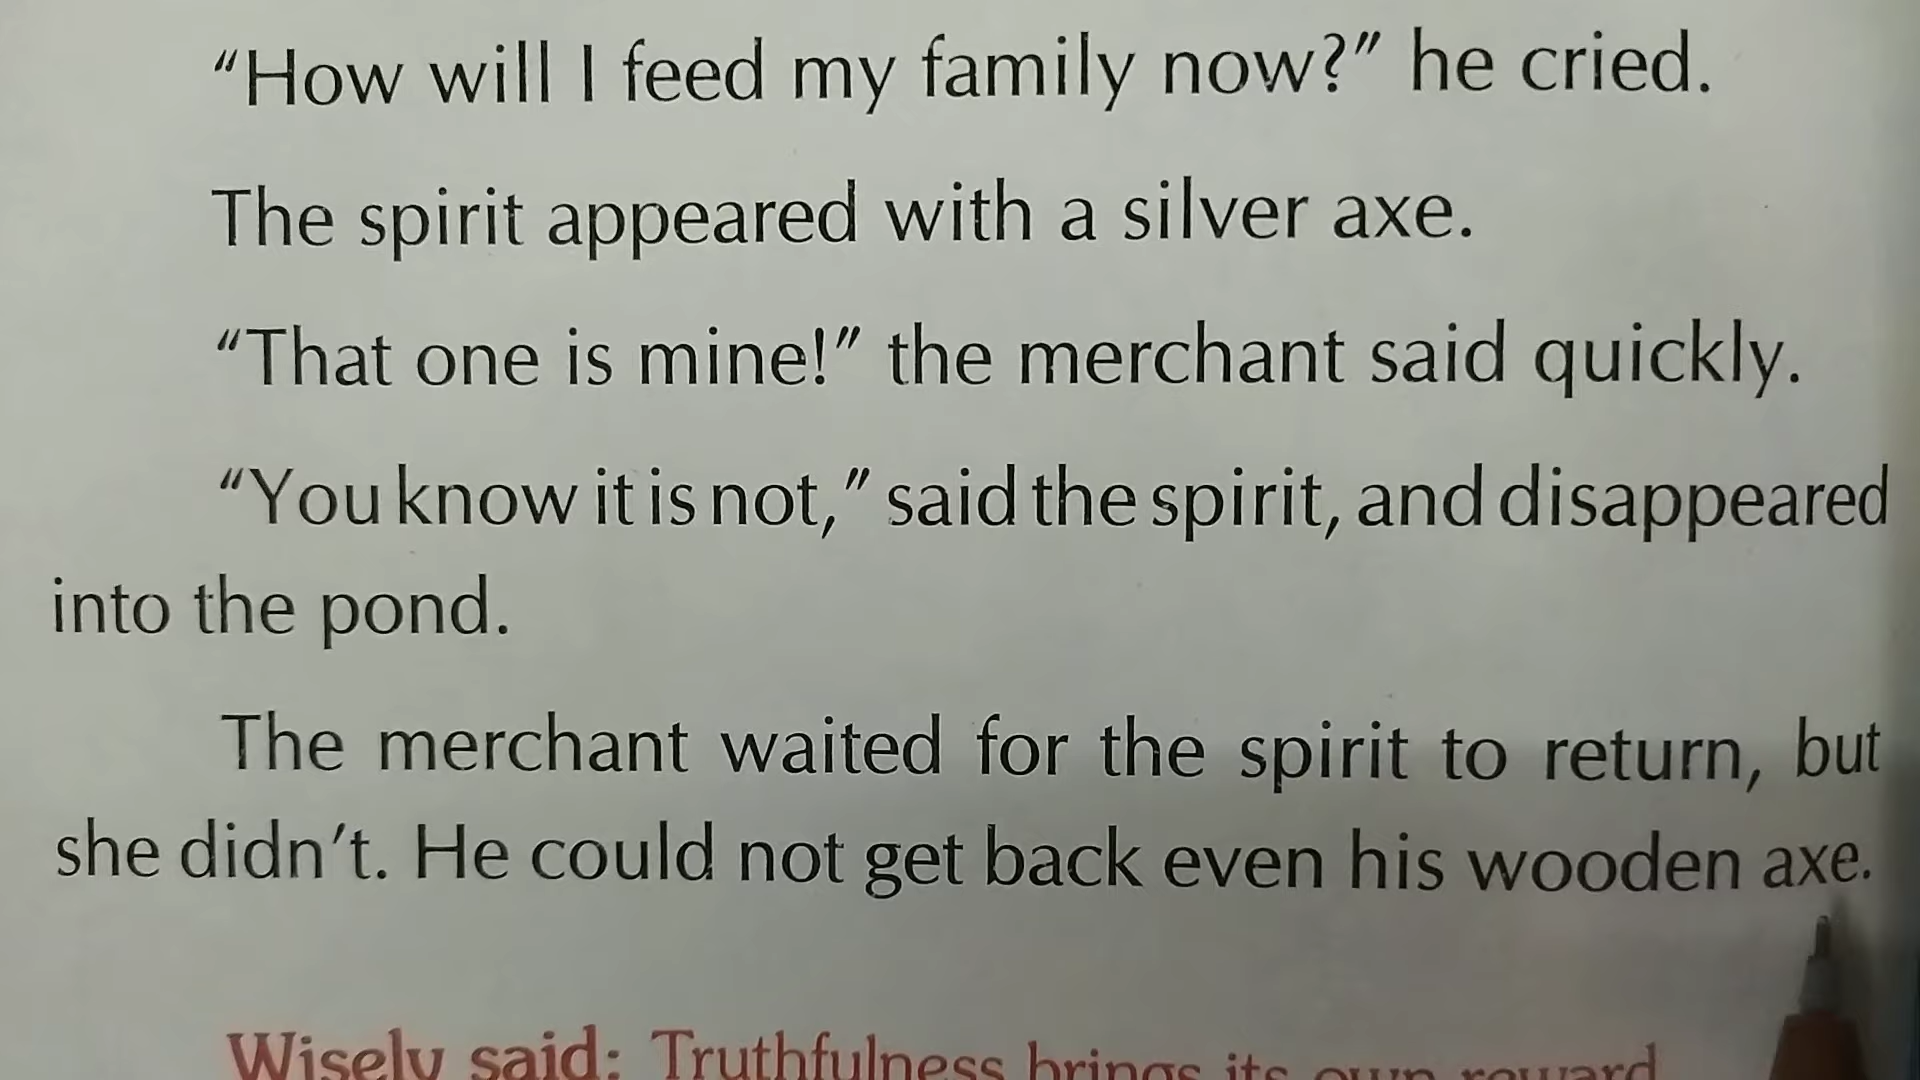 “How will I feed my family now?” he cried.
The spirit appeared with a silver axe.
“That one is mine!” the merchant said quickly.
“You know it is not,” said the spirit, and disappeared
into the pond.
The merchant waited for the spirit to return, but
she didn’t. He could not get back even his wooden axe.
Wisely said: Truthfulness brings its own reward